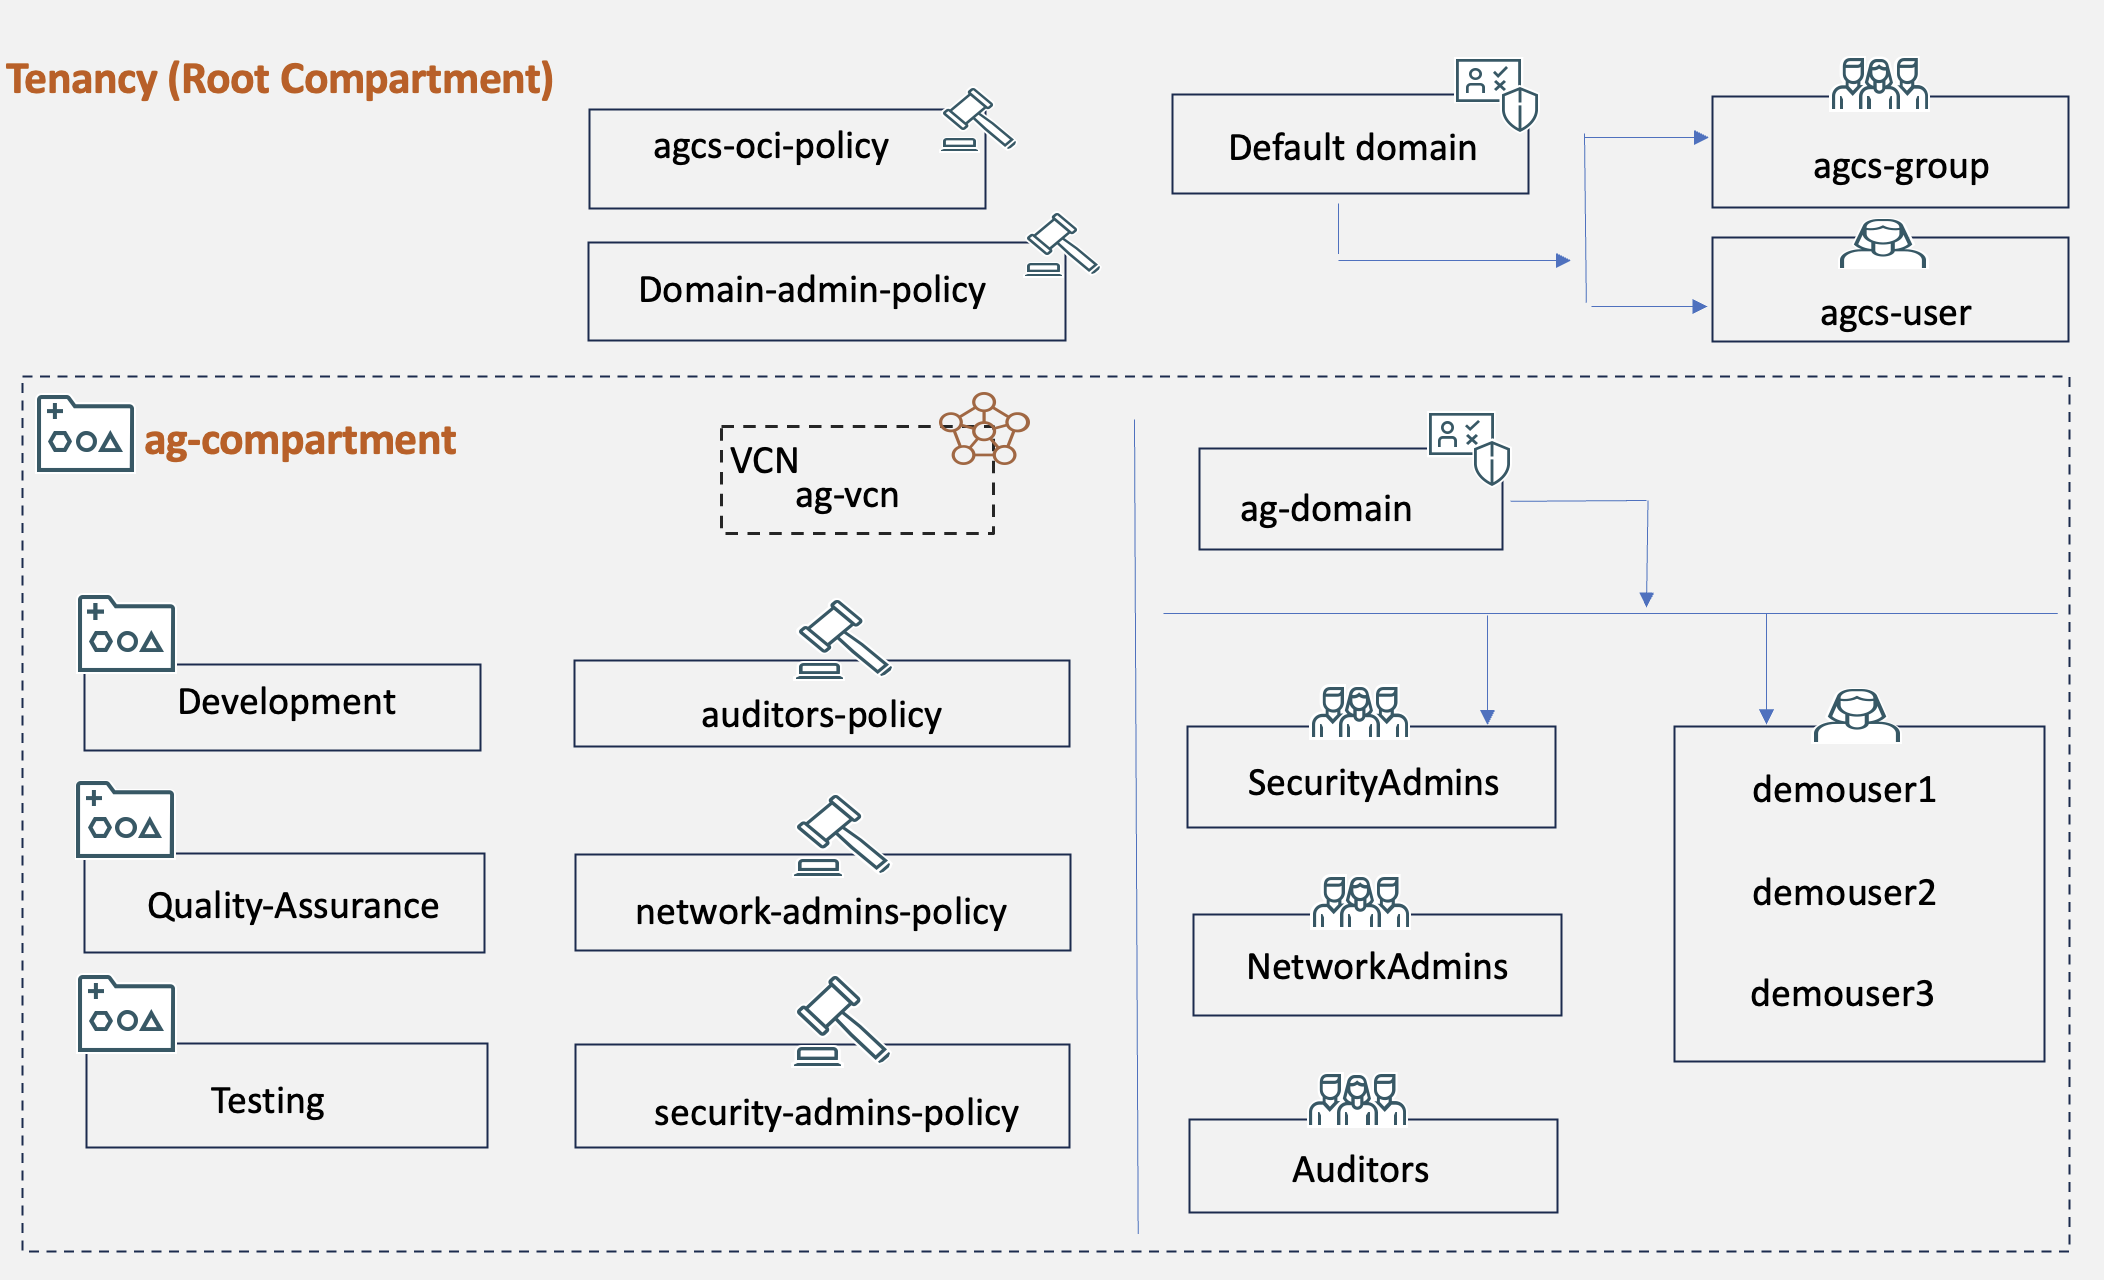 Tenancy (Root Compartment)
agcs-oci-policy
Domain-admin-policy
Default domain
agcs-group
agcs-user
ag-compartment
VCN
ag-vcn
Development
Quality-Assurance
Testing
auditors-policy
network-admins-policy
security-admins-policy
ag-domain
SecurityAdmins
NetworkAdmins
Auditors
demouser1
demouser2
demouser3